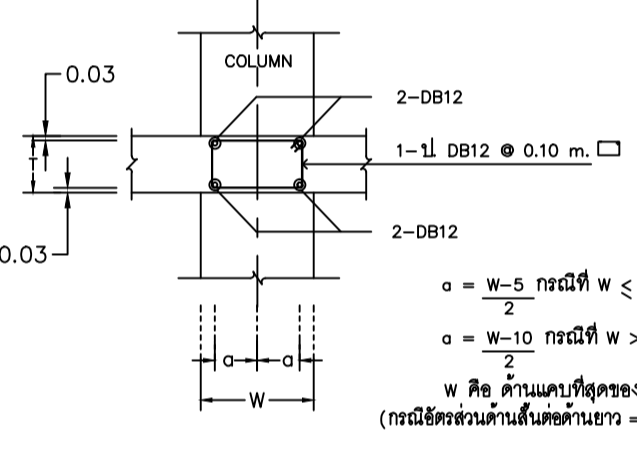 COLUMN
0.03
2-DB12
1-ป DB12 @ 0.10 m.
T
2-DB12
0.03
a = W-5 กรณีที่ W ≤
2
a = W-10 กรณีที่ W >
2
a a
W
W คือ ด้านแคบที่สุดของ
(กรณีอัตราส่วนด้านสั้นต่อด้านยาว =